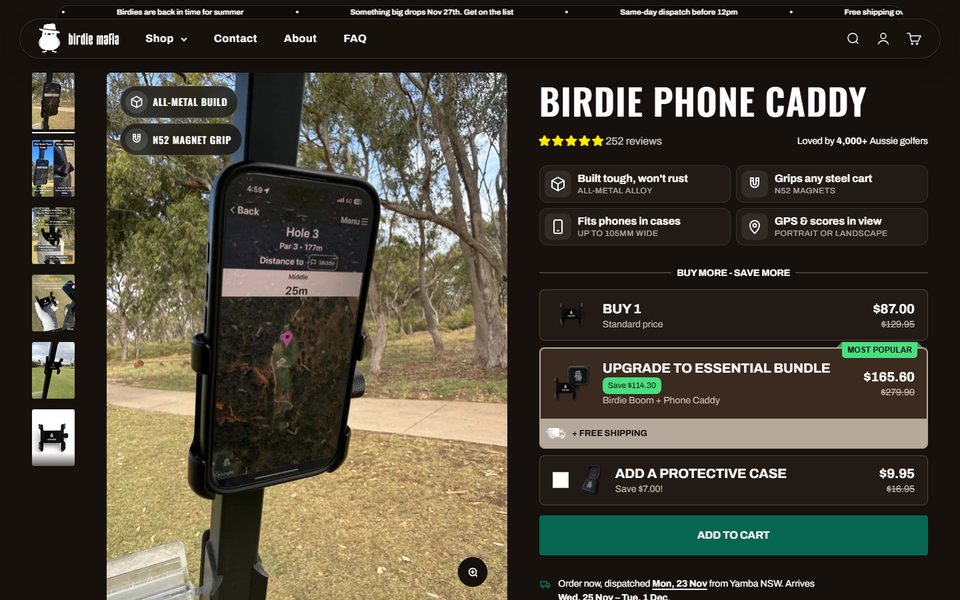 Birdies are back in time for summer
Something big drops Nov 27th. Get on the list
Same-day dispatch before 12pm
Free shipping ov
birdie mafia
Shop
Contact
About
FAQ
ALL-METAL BUILD
N52 MAGNET GRIP
4:59
5G
Back
Menu
Hole 3
Par 3 • 177m
Distance to
Middle
Middle
25m
Google
BIRDIE PHONE CADDY
252 reviews
Loved by 4,000+ Aussie golfers
Built tough, won't rust
ALL-METAL ALLOY
Grips any steel cart
N52 MAGNETS
Fits phones in cases
UP TO 105MM WIDE
GPS & scores in view
PORTRAIT OR LANDSCAPE
BUY MORE - SAVE MORE
BUY 1
Standard price
$87.00
$129.95
MOST POPULAR
UPGRADE TO ESSENTIAL BUNDLE
Save $114.30
Birdie Boom + Phone Caddy
$165.60
$279.90
+ FREE SHIPPING
ADD A PROTECTIVE CASE
Save $7.00!
$9.95
$16.95
ADD TO CART
Order now, dispatched Mon, 23 Nov from Yamba NSW. Arrives
Wed, 25 Nov – Tue, 1 Dec.